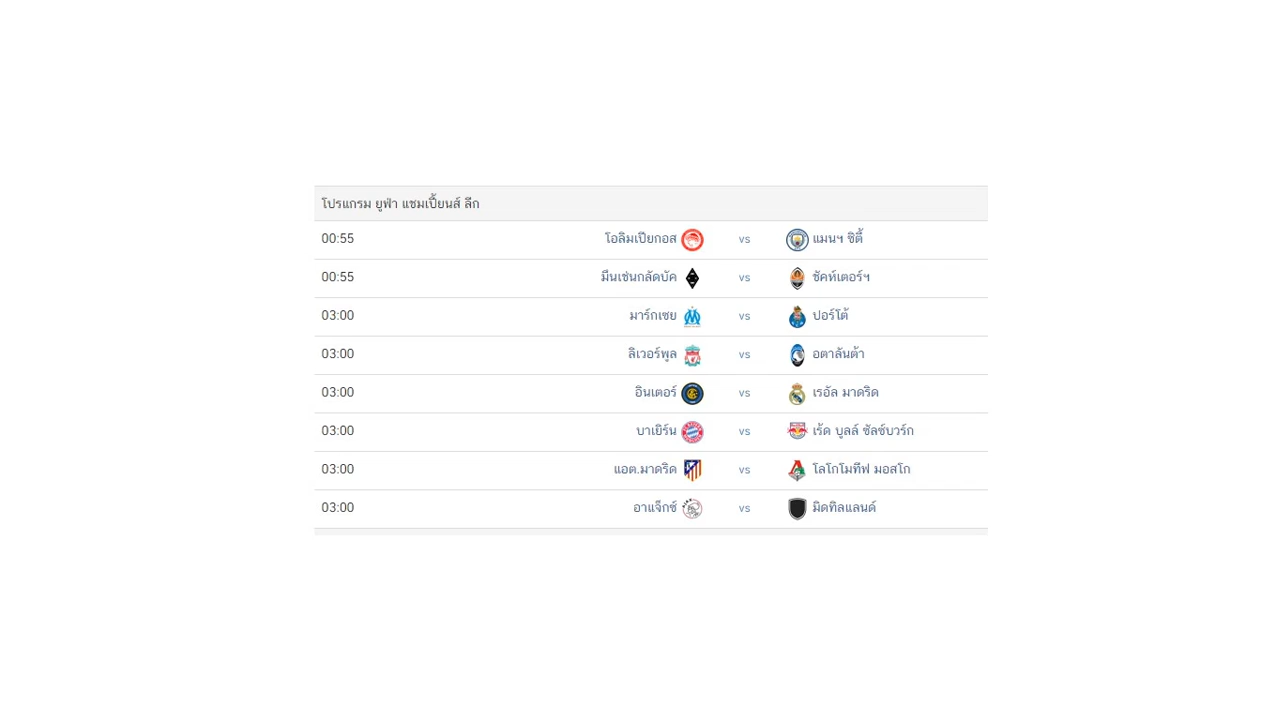 โปรแกรม ยูฟ่า แชมเปี้ยนส์ ลีก
00:55 โอลิมเปียกอส vs แมนฯ ซิตี้
00:55 มึนเช่นกลัดบัค vs ชัคท์เตอร์ฯ
03:00 มาร์กเซย vs ปอร์โต้
03:00 ลิเวอร์พูล vs อตาลันต้า
03:00 อินเตอร์ vs เรอัล มาดริด
03:00 บาเยิร์น vs เร้ด บูลล์ ซัลซ์บวร์ก
03:00 แอต.มาดริด vs โลโกโมทีฟ มอสโก
03:00 อาแจ็กซ์ vs มิดทิลแลนด์